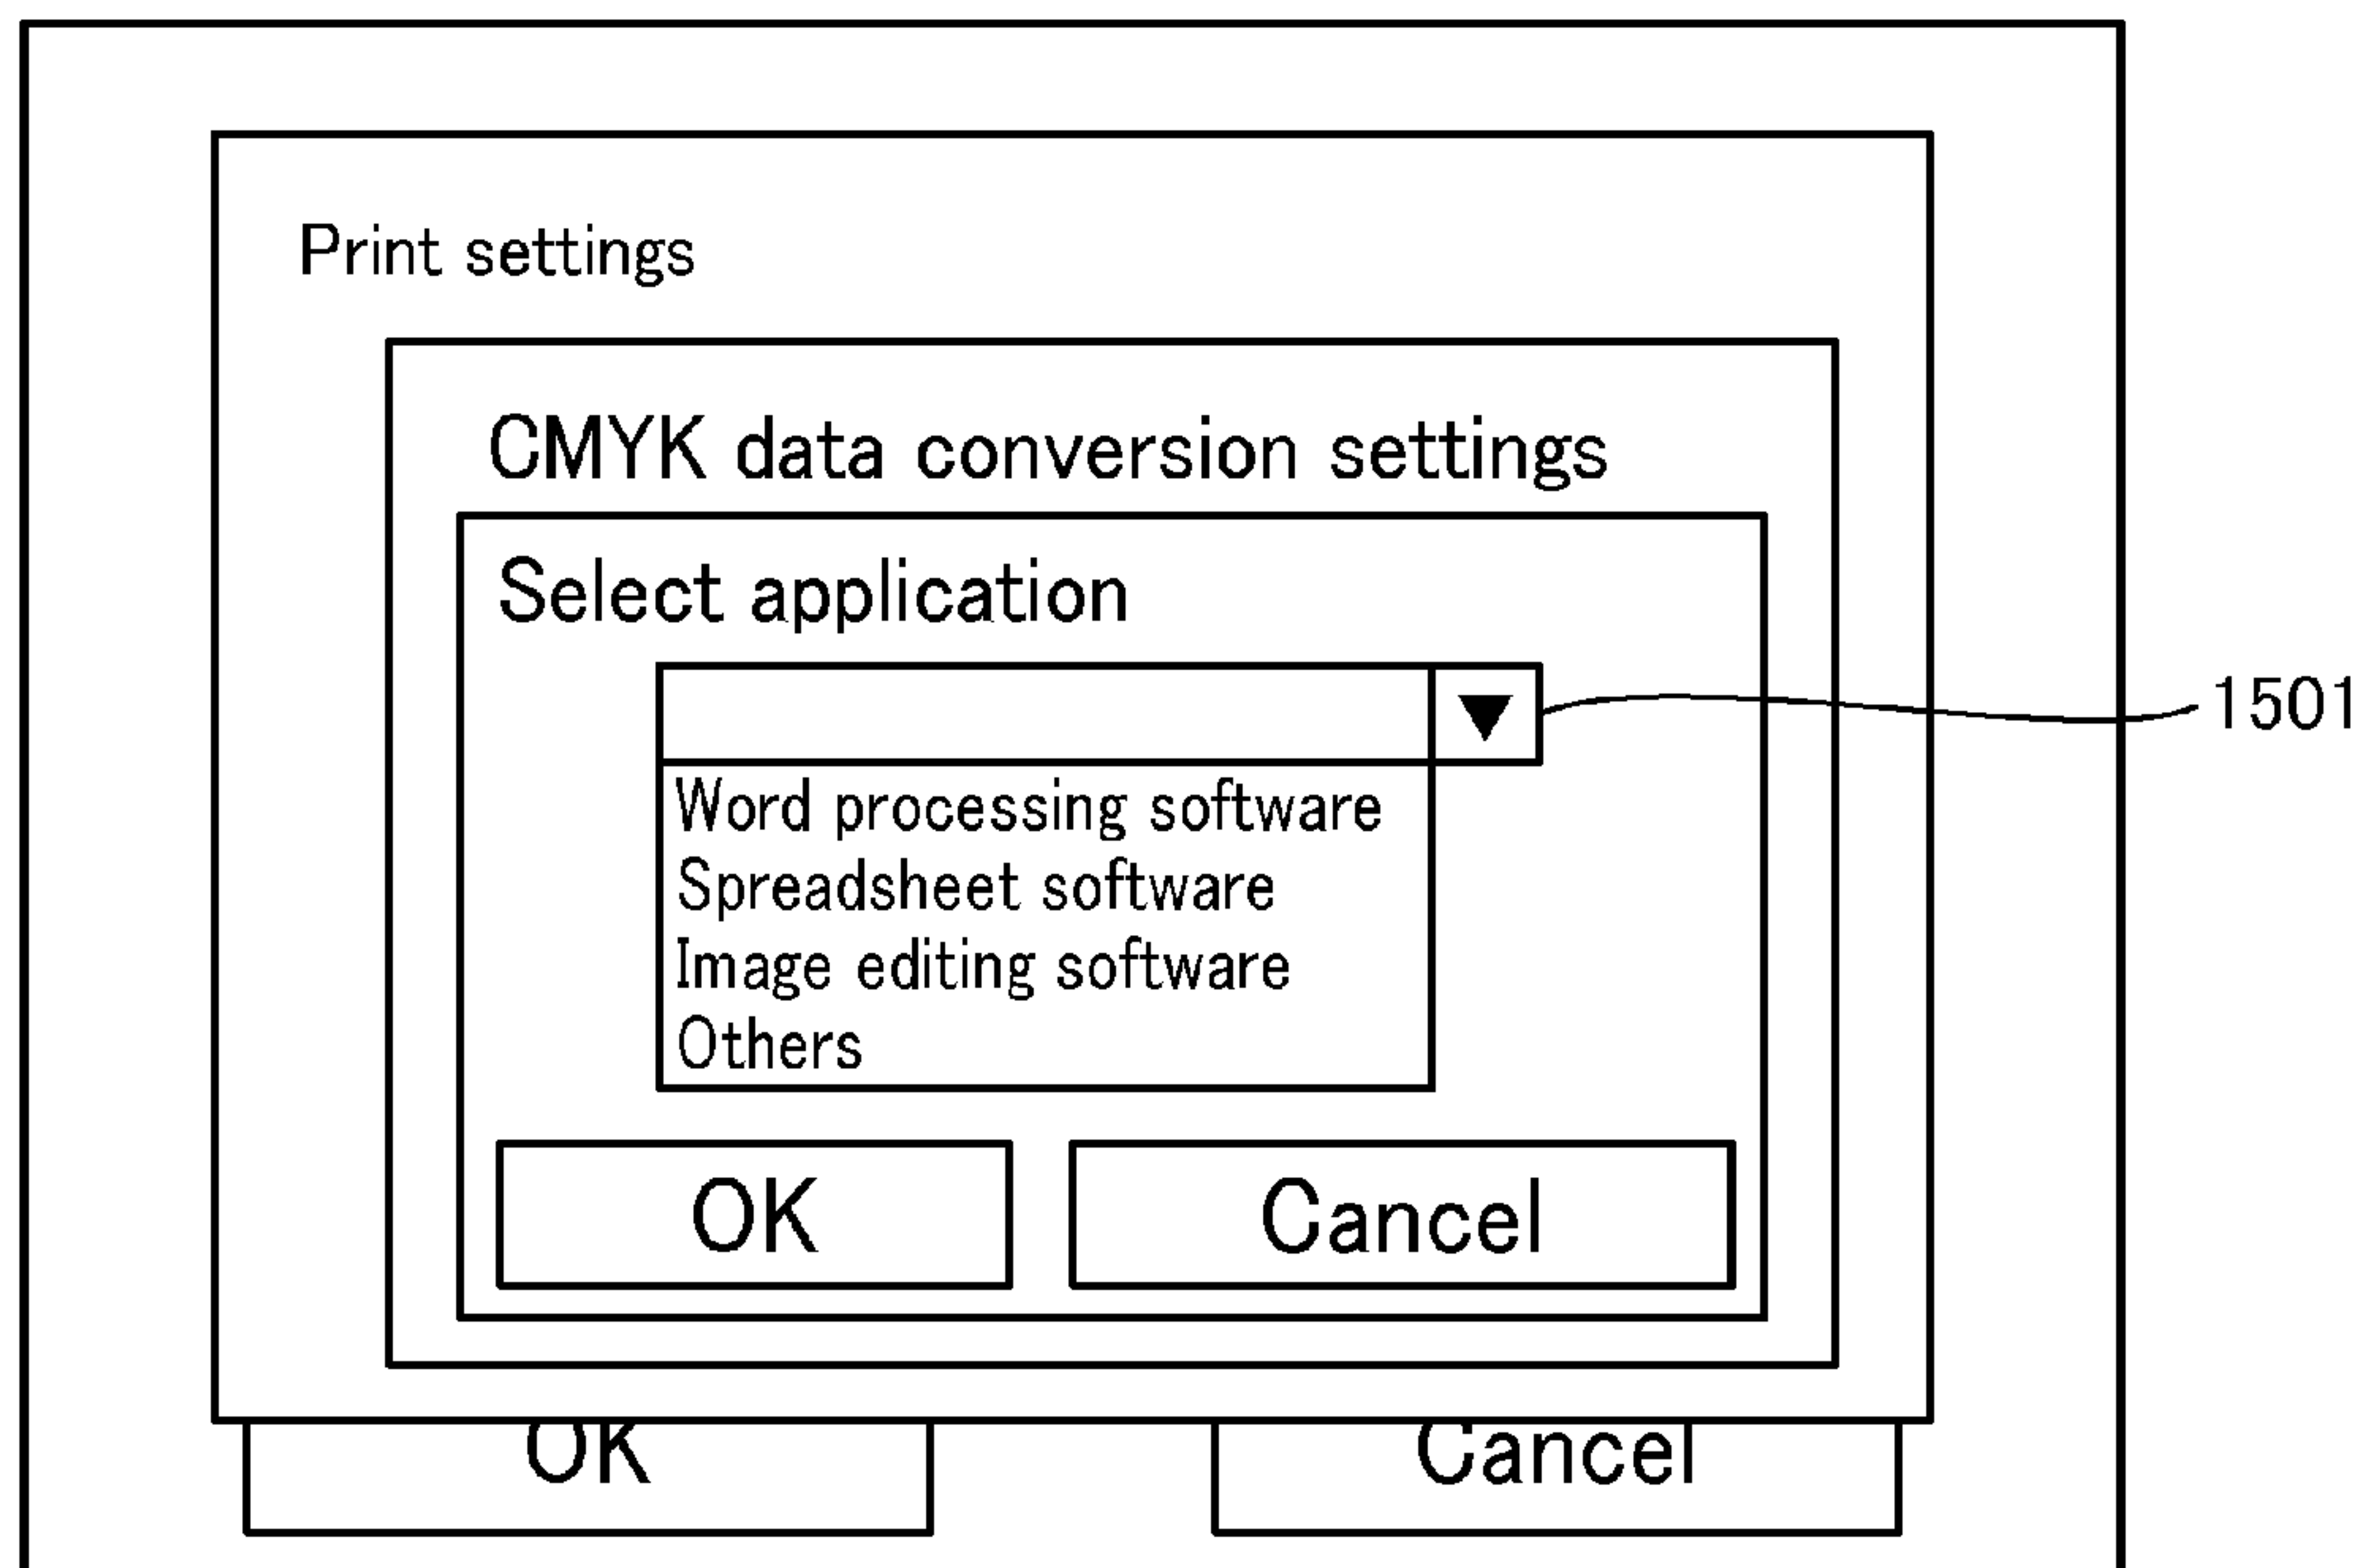 Print settings
CMYK data conversion settings
Select application
1501
Word processing software
Spreadsheet software
Image editing software
Others
OK Cancel
OK Cancel